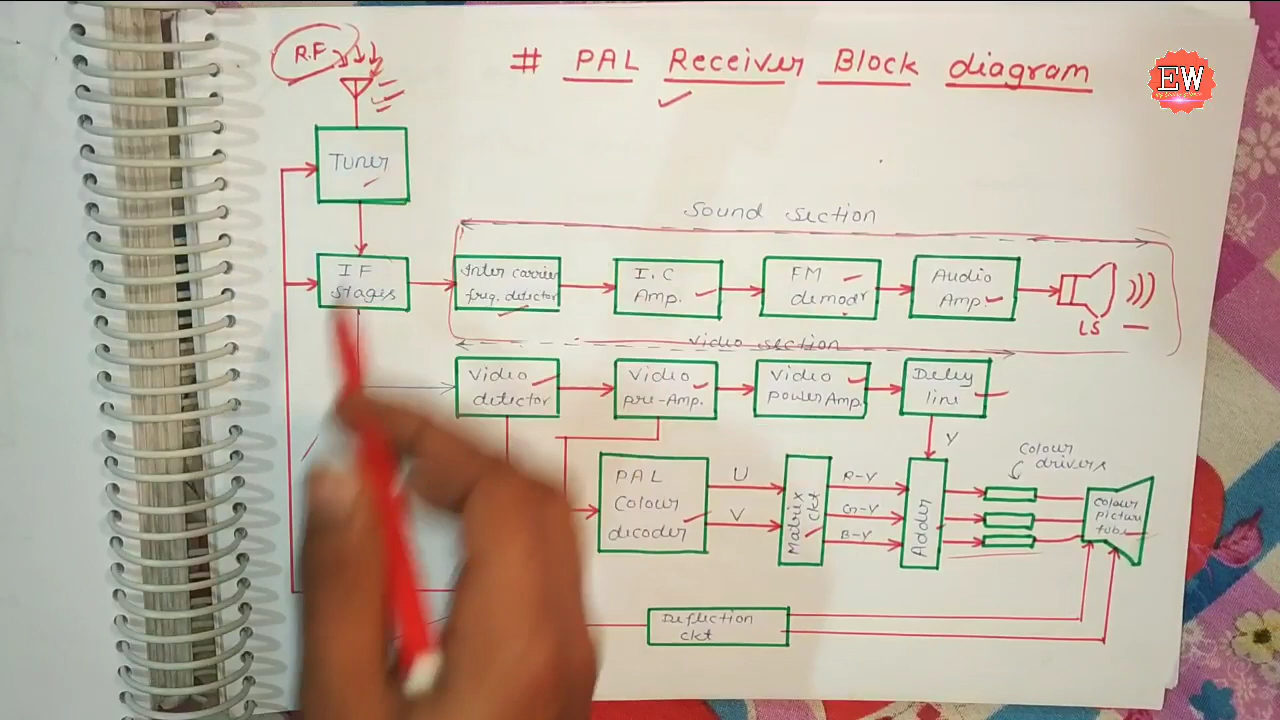 R.F
# PAL Receiver Block diagram
EW
Tuner
Sound section
IF
stages
Inter carrier
freq. detector
I.C
Amp.
FM
demodr
Audio
Amp.
LS
Video section
Video
detector
Video
pre-Amp.
Video
power Amp.
Delay
line
Y
Colour
drivers
PAL
Colour
decoder
U
V
Matrix
ckt
R-Y
G-Y
B-Y
Adder
Colour
picture
tube
Deflection
ckt